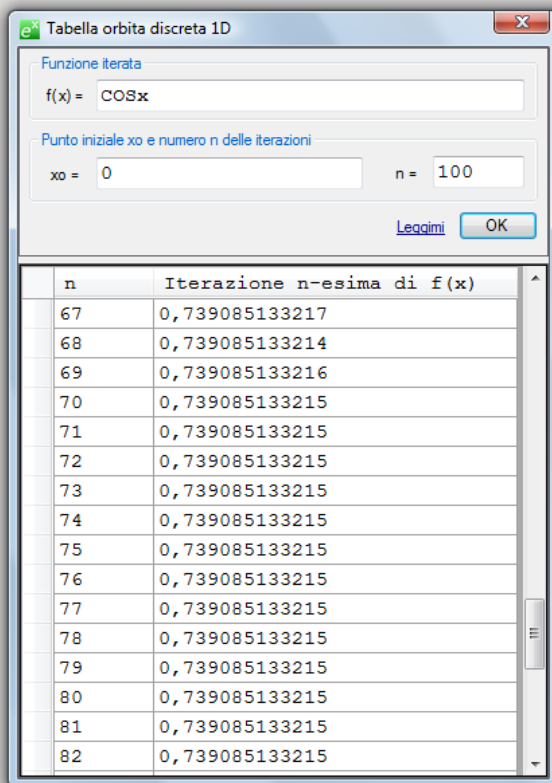 eˣ Tabella orbita discreta 1D
Funzione iterata
f(x) = COSx
Punto iniziale xo e numero n delle iterazioni
xo = 0 n = 100
Leggimi OK
n Iterazione n-esima di f(x)
67 0,739085133217
68 0,739085133214
69 0,739085133216
70 0,739085133215
71 0,739085133215
72 0,739085133215
73 0,739085133215
74 0,739085133215
75 0,739085133215
76 0,739085133215
77 0,739085133215
78 0,739085133215
79 0,739085133215
80 0,739085133215
81 0,739085133215
82 0,739085133215